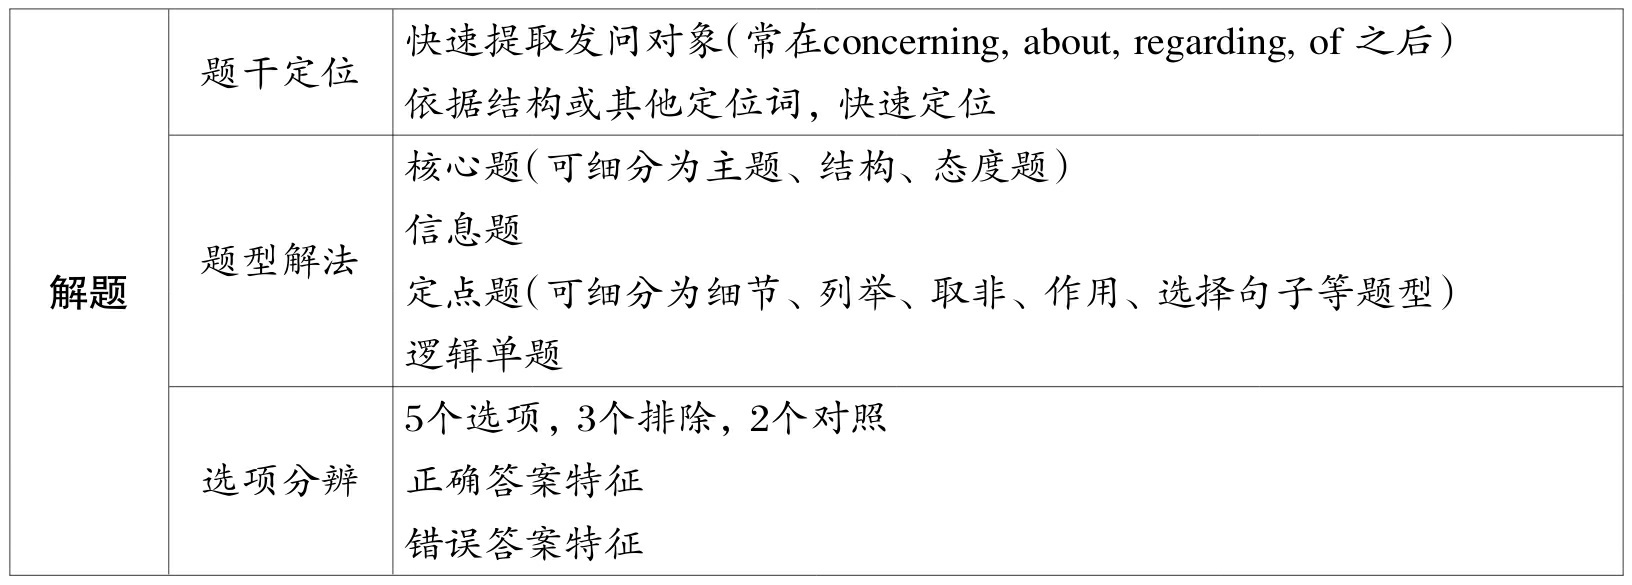 解题
题干定位
快速提取发问对象(常在concerning, about, regarding, of 之后)
依据结构或其他定位词, 快速定位
题型解法
核心题(可细分为主题、结构、态度题)
信息题
定点题(可细分为细节、列举、取非、作用、选择句子等题型)
逻辑单题
选项分辨
5个选项, 3个排除, 2个对照
正确答案特征
错误答案特征